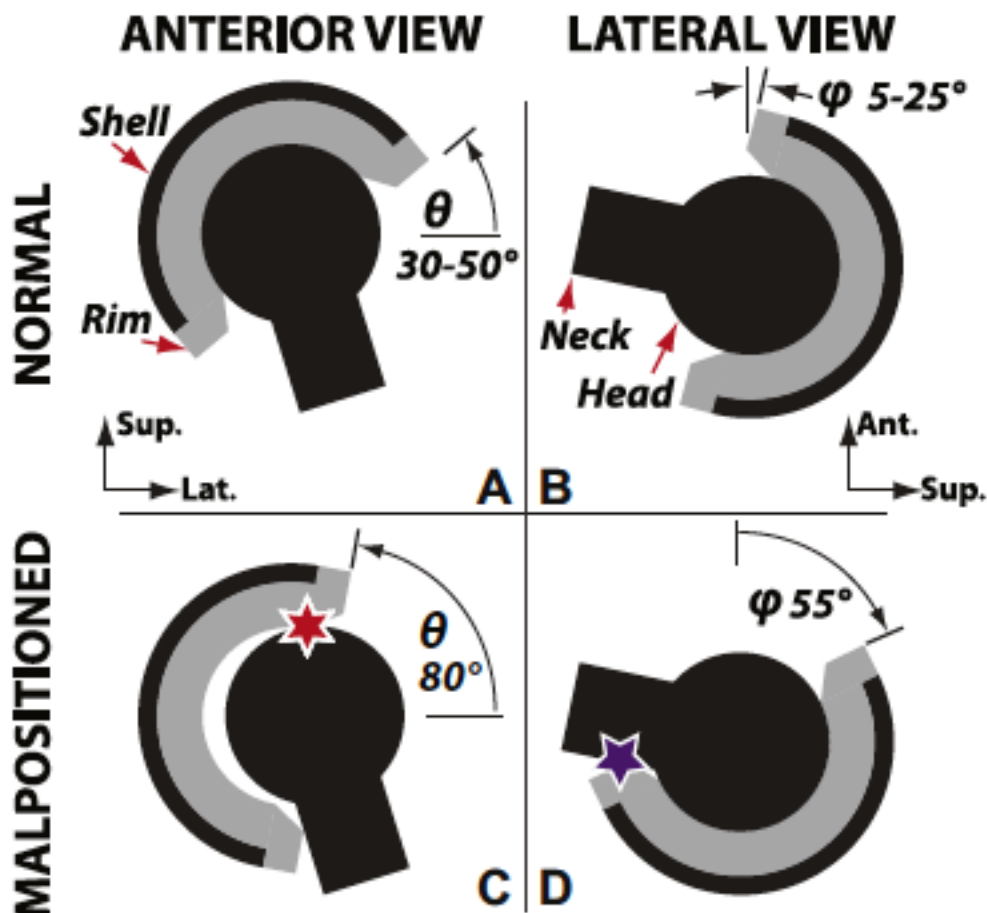 ANTERIOR VIEW
LATERAL VIEW
NORMAL
Shell
Rim
θ
30-50°
Sup.
Lat.
A
φ 5-25°
Neck
Head
Ant.
Sup.
B
MALPOSITIONED
θ
80°
C
φ 55°
D